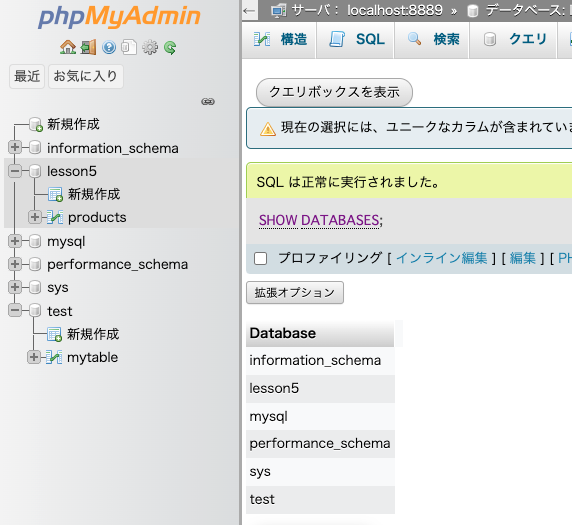 phpMyAdmin
最近 お気に入り
新規作成
information_schema
lesson5
新規作成
products
mysql
performance_schema
sys
test
新規作成
mytable
← サーバ: localhost:8889 » データベース:
構造 SQL 検索 クエリ
クエリボックスを表示
現在の選択には、ユニークなカラムが含まれてい
SQL は正常に実行されました。
SHOW DATABASES;
プロファイリング [ インライン編集 ] [ 編集 ] [ PH
拡張オプション
Database
information_schema
lesson5
mysql
performance_schema
sys
test